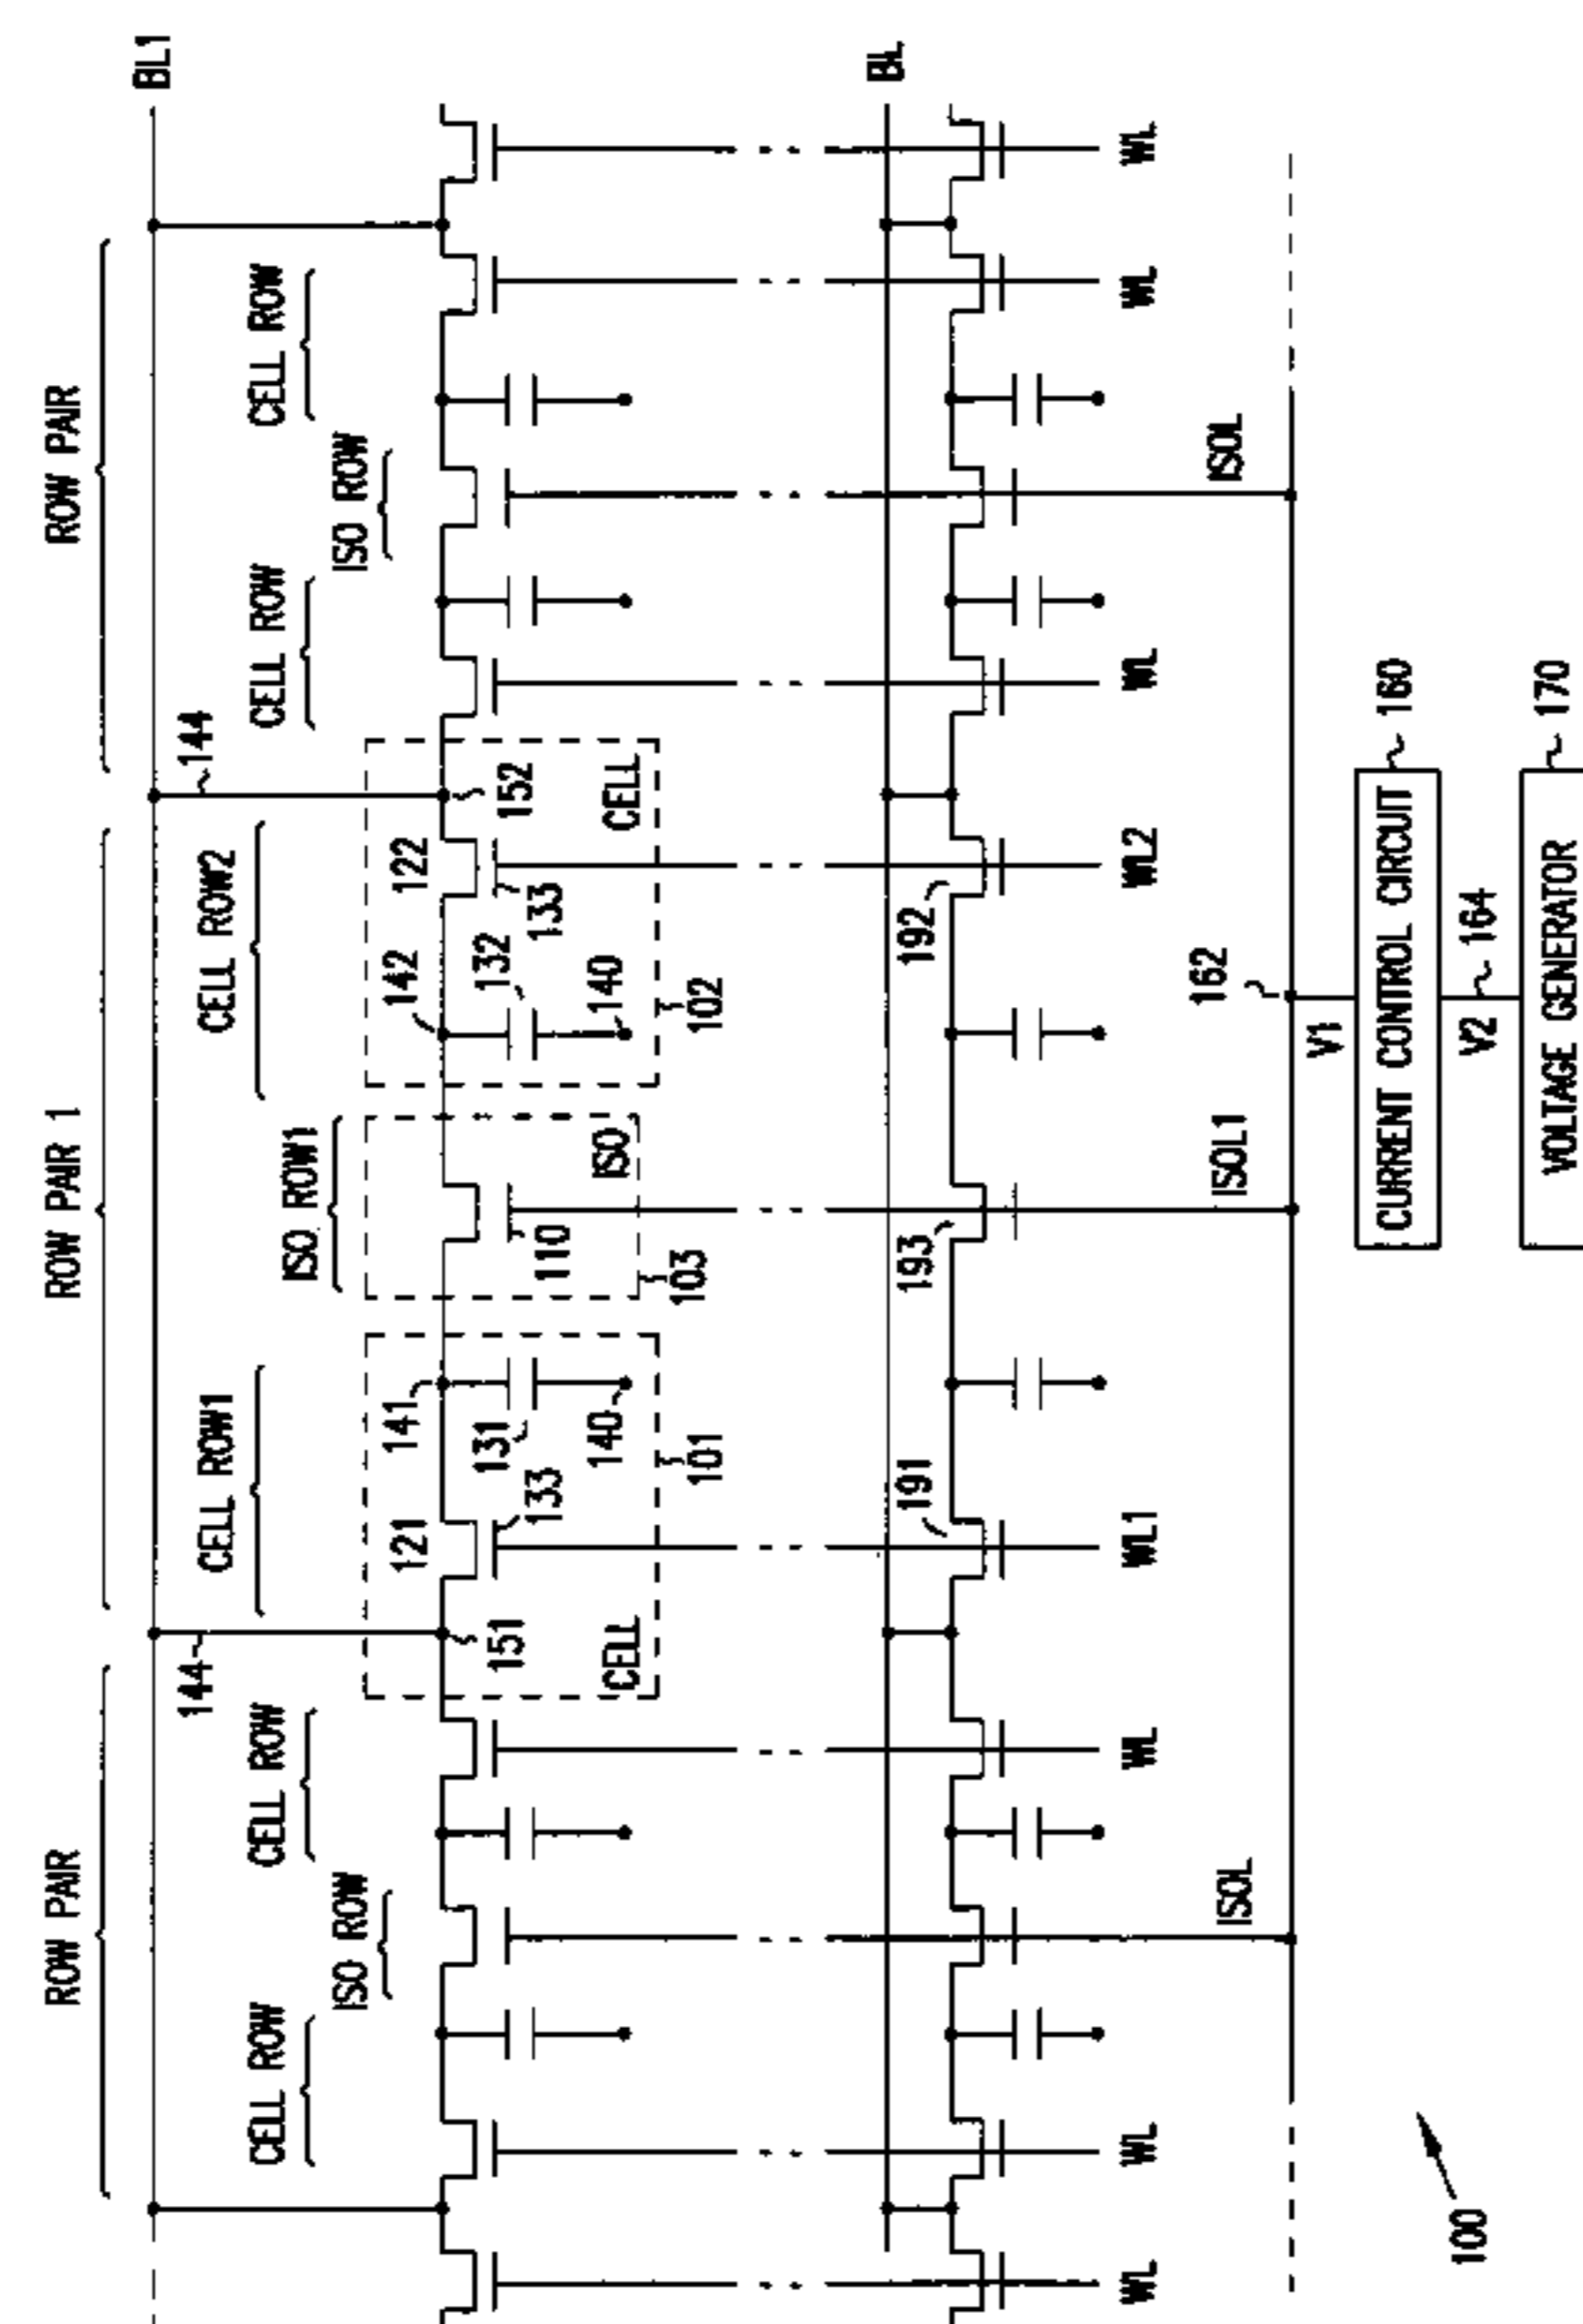 ROW PAIR
ROW PAIR 1
ROW PAIR
BL1
144
144
CELL ROW
ISO ROW
CELL ROW
CELL ROW1
ISO ROW1
CELL ROW2
CELL ROW
ISO ROW
CELL ROW
151
121
133
141
131
140
CELL
101
110
ISO
103
142
132
140
122
133
152
CELL
102
BL
191
193
192
WL
WL
WL
WL1
WL2
WL
WL
WL
ISOL
ISOL1
ISOL
162
V1
CURRENT CONTROL CIRCUIT
160
V2
164
VOLTAGE GENERATOR
170
100